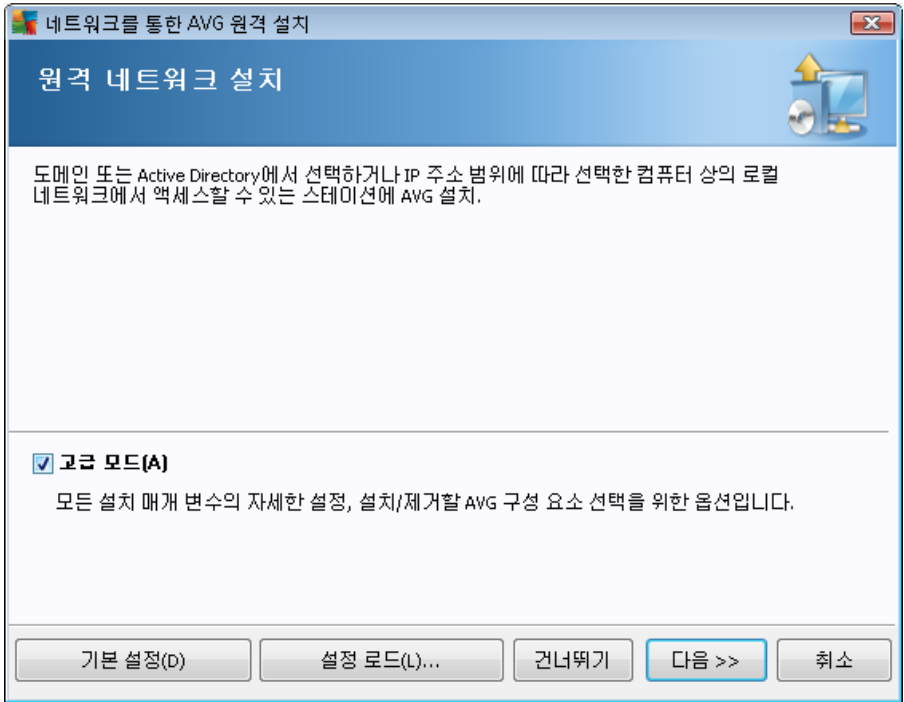 네트워크를 통한 AVG 원격 설치
원격 네트워크 설치
도메인 또는 Active Directory에서 선택하거나 IP 주소 범위에 따라 선택한 컴퓨터 상의 로컬
네트워크에서 액세스할 수 있는 스테이션에 AVG 설치.
고급 모드(A)
모든 설치 매개 변수의 자세한 설정, 설치/제거할 AVG 구성 요소 선택을 위한 옵션입니다.
기본 설정(D)
설정 로드(L)...
건너뛰기
다음 >>
취소